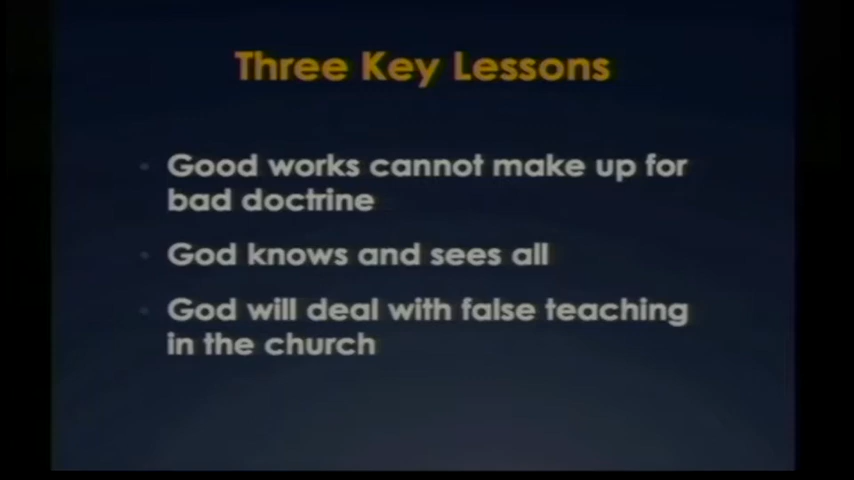 Three Key Lessons
Good works cannot make up for
bad doctrine
God knows and sees all
God will deal with false teaching
in the church